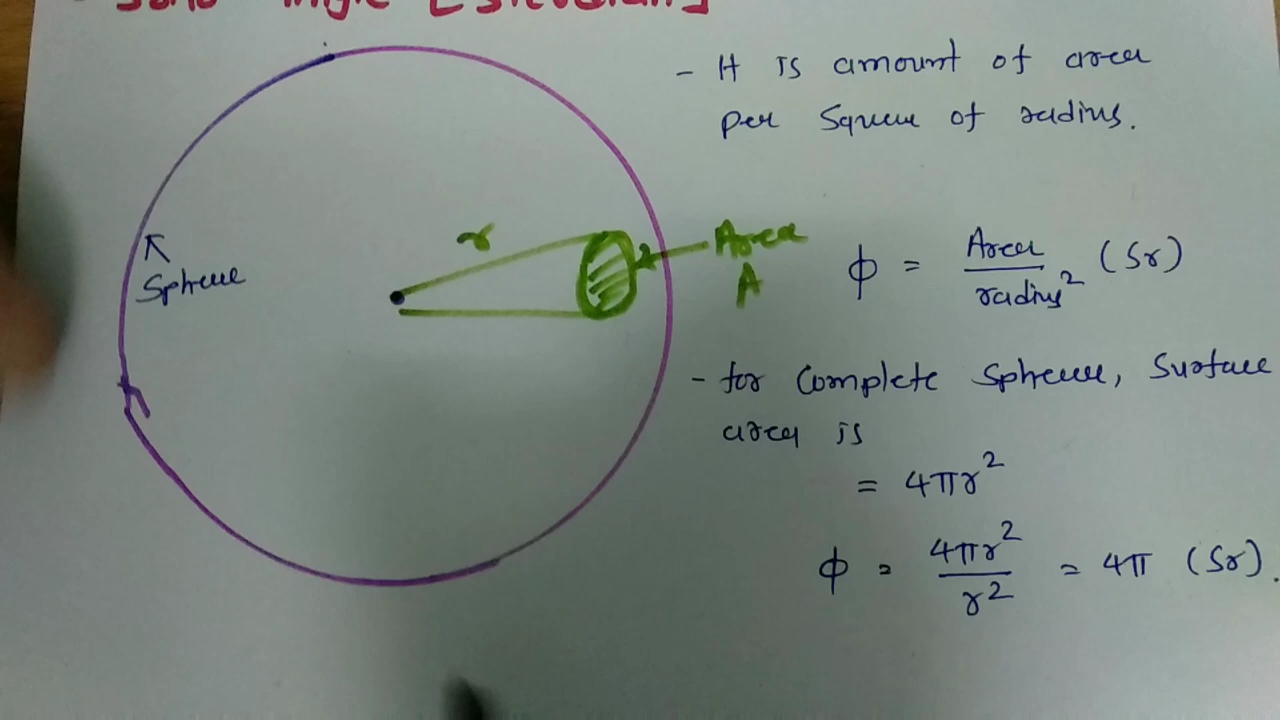 - It is amount of area
per Square of radius.
r
Area
A
Sphere
ϕ = Area / radius² (Sr)
- for Complete Sphere, Surface
area is
= 4πr²
ϕ = 4πr² / r² = 4π (Sr).